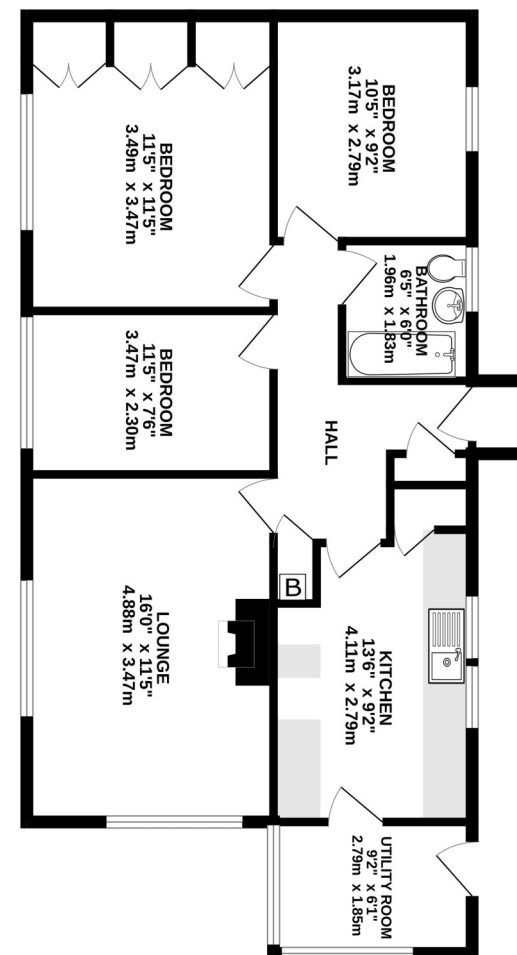 BEDROOM
10'5" x 9'2"
3.17m x 2.79m
BEDROOM
11'5" x 11'5"
3.49m x 3.47m
BATHROOM
6'5" x 6'0"
1.96m x 1.83m
BEDROOM
11'5" x 7'6"
3.47m x 2.30m
HALL
B
LOUNGE
16'0" x 11'5"
4.88m x 3.47m
KITCHEN
13'6" x 9'2"
4.11m x 2.79m
UTILITY ROOM
9'2" x 6'1"
2.79m x 1.85m